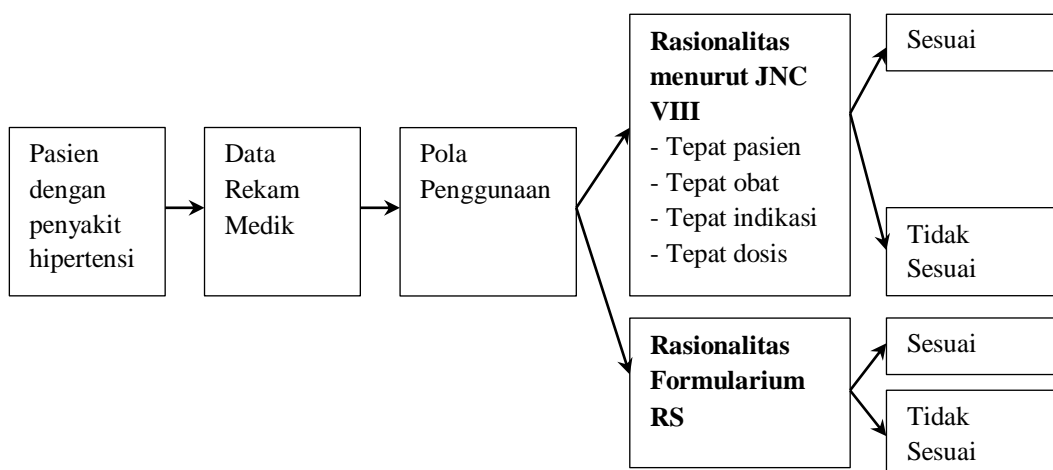 Pasien
dengan
penyakit
hipertensi
Data
Rekam
Medik
Pola
Penggunaan
Rasionalitas
menurut JNC
VIII
- Tepat pasien
- Tepat obat
- Tepat indikasi
- Tepat dosis
Sesuai
Tidak
Sesuai
Rasionalitas
Formularium
RS
Sesuai
Tidak
Sesuai